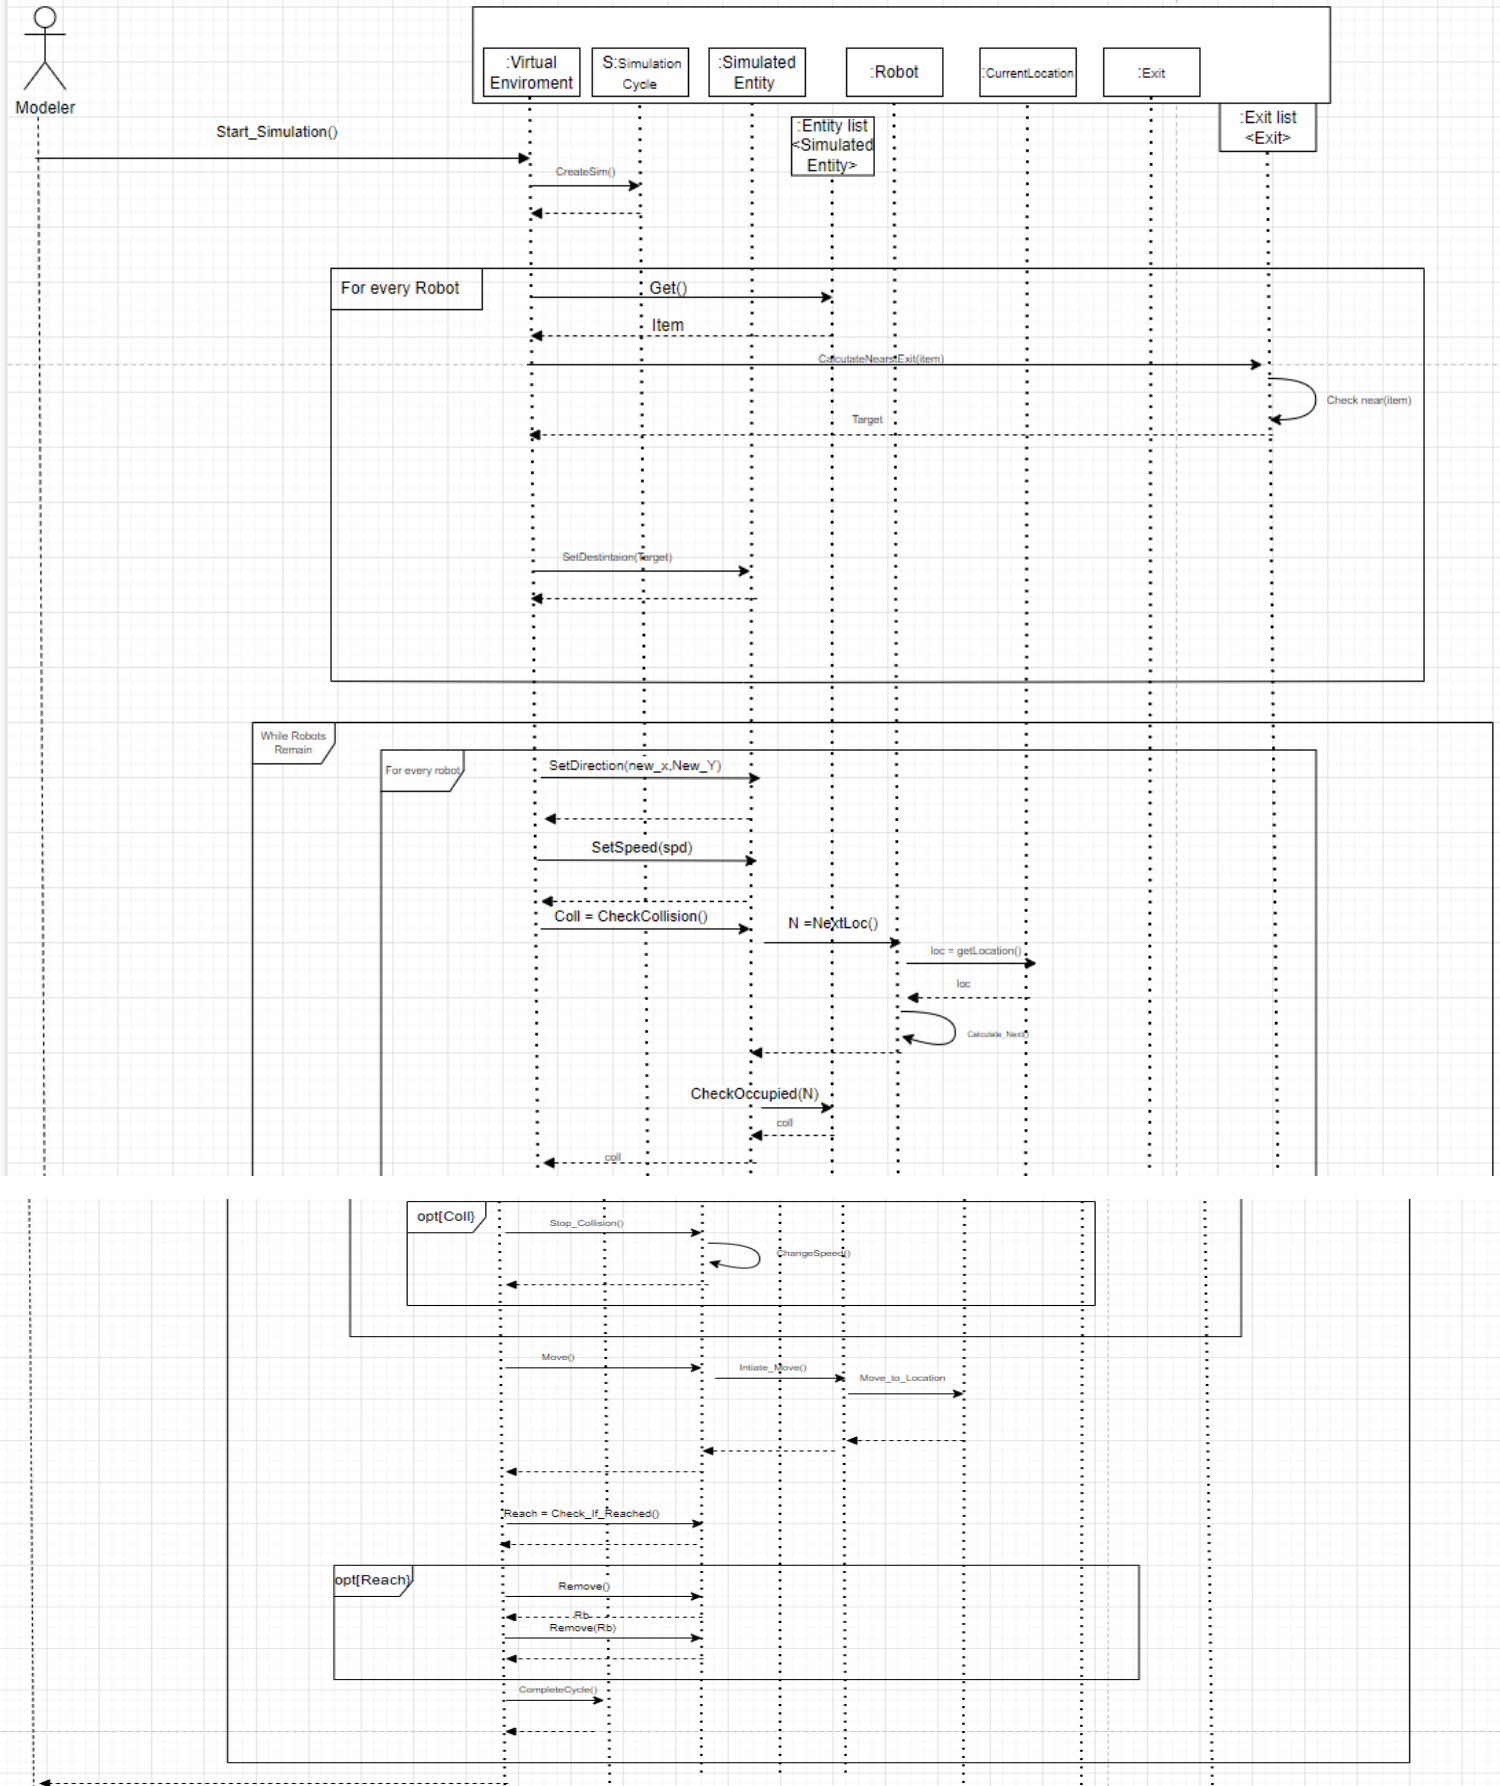 Modeler
:Virtual
Enviroment
S:Simulation
Cycle
:Simulated
Entity
:Robot
:CurrentLocation
:Exit
:Entity list
<Simulated
Entity>
:Exit list
<Exit>
Start_Simulation()
CreateSim()
For every Robot
Get()
Item
CalculateNearstExit(item)
Check near(item)
Target
SetDestintaion(Target)
While Robots
Remain
For every robot
SetDirection(new_x,New_Y)
SetSpeed(spd)
Coll = CheckCollision()
N =NextLoc()
loc = getLocation()
loc
Calculate_Next()
CheckOccupied(N)
coll
coll
opt[Coll}
Stop_Collision()
ChangeSpeed()
Move()
Intiate_Move()
Move_to_Location
Reach = Check_If_Reached()
opt[Reach}
Remove()
Rb
Remove(Rb)
CompleteCycle()